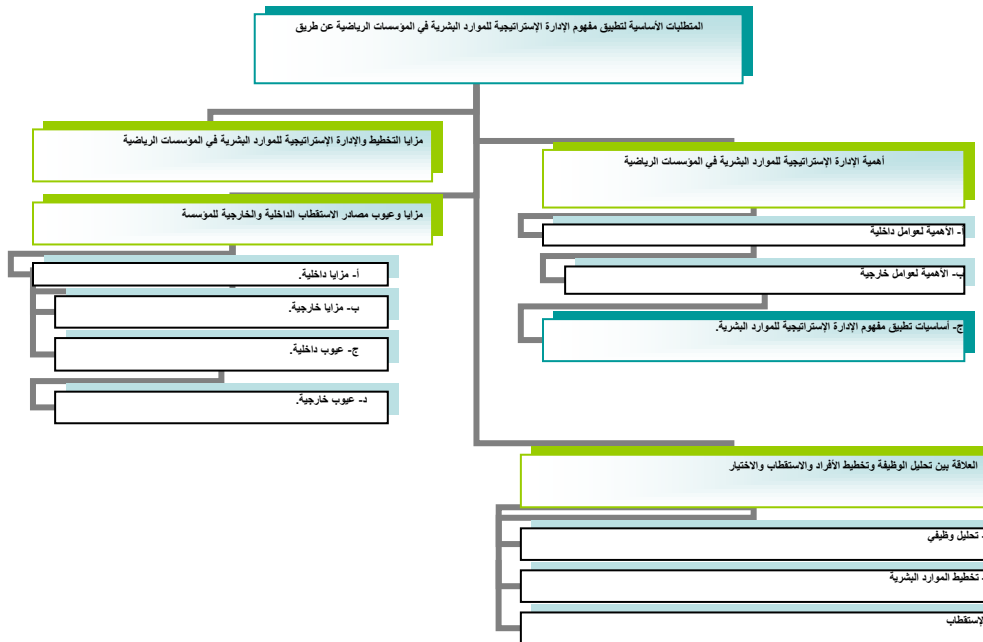 المتطلبات الأساسية لتطبيق مفهوم الإدارة الإستراتيجية للموارد البشرية في المؤسسات الرياضية عن طريق
أهمية الإدارة الإستراتيجية للموارد البشرية في المؤسسات الرياضية
أ- الأهمية لعوامل داخلية
ب- الأهمية لعوامل خارجية
ج- أساسيات تطبيق مفهوم الإدارة الإستراتيجية للموارد البشرية.
مزايا التخطيط والإدارة الإستراتيجية للموارد البشرية في المؤسسات الرياضية
مزايا وعيوب مصادر الاستقطاب الداخلية والخارجية للمؤسسة
أ- مزايا داخلية.
ب- مزايا خارجية.
ج- عيوب داخلية.
د- عيوب خارجية.
العلاقة بين تحليل الوظيفة وتخطيط الأفراد والاستقطاب والاختيار
- تحليل وظيفي
- تخطيط الموارد البشرية
الإستقطاب